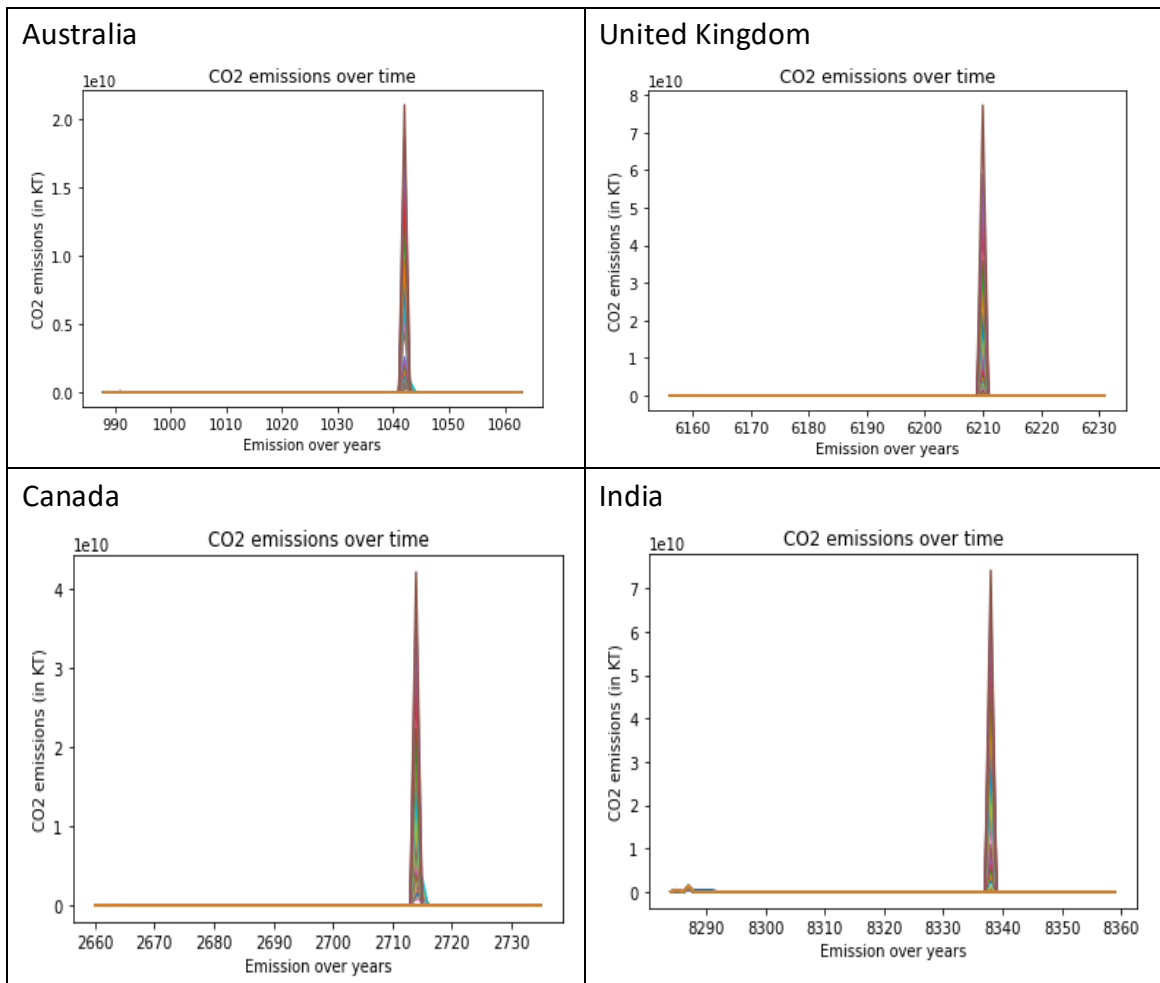 Australia
CO2 emissions over time
1e10
CO2 emissions (in KT)
2.0
1.5
1.0
0.5
0.0
990 1000 1010 1020 1030 1040 1050 1060
Emission over years
United Kingdom
CO2 emissions over time
1e10
CO2 emissions (in KT)
8
7
6
5
4
3
2
1
0
6160 6170 6180 6190 6200 6210 6220 6230
Emission over years
Canada
CO2 emissions over time
1e10
CO2 emissions (in KT)
4
3
2
1
0
2660 2670 2680 2690 2700 2710 2720 2730
Emission over years
India
CO2 emissions over time
1e10
CO2 emissions (in KT)
7
6
5
4
3
2
1
0
8290 8300 8310 8320 8330 8340 8350 8360
Emission over years